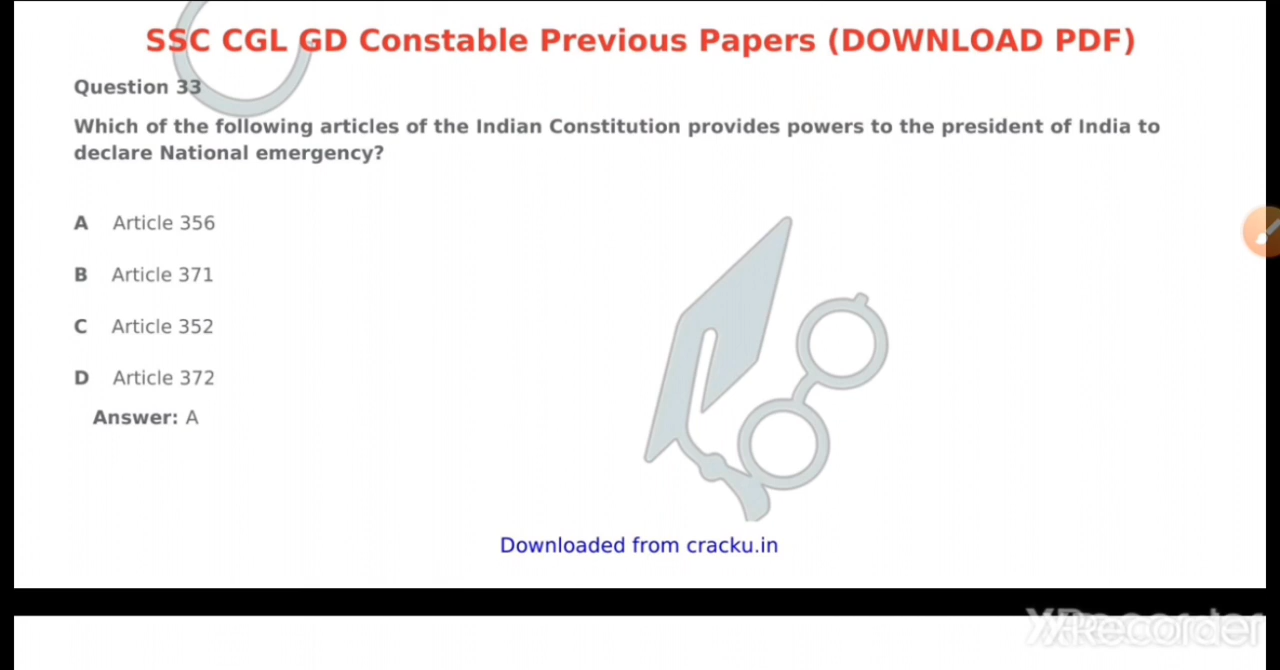 SSC CGL GD Constable Previous Papers (DOWNLOAD PDF)
Question 33
Which of the following articles of the Indian Constitution provides powers to the president of India to
declare National emergency?
A Article 356
B Article 371
C Article 352
D Article 372
Answer: A
Downloaded from cracku.in
XRecorder